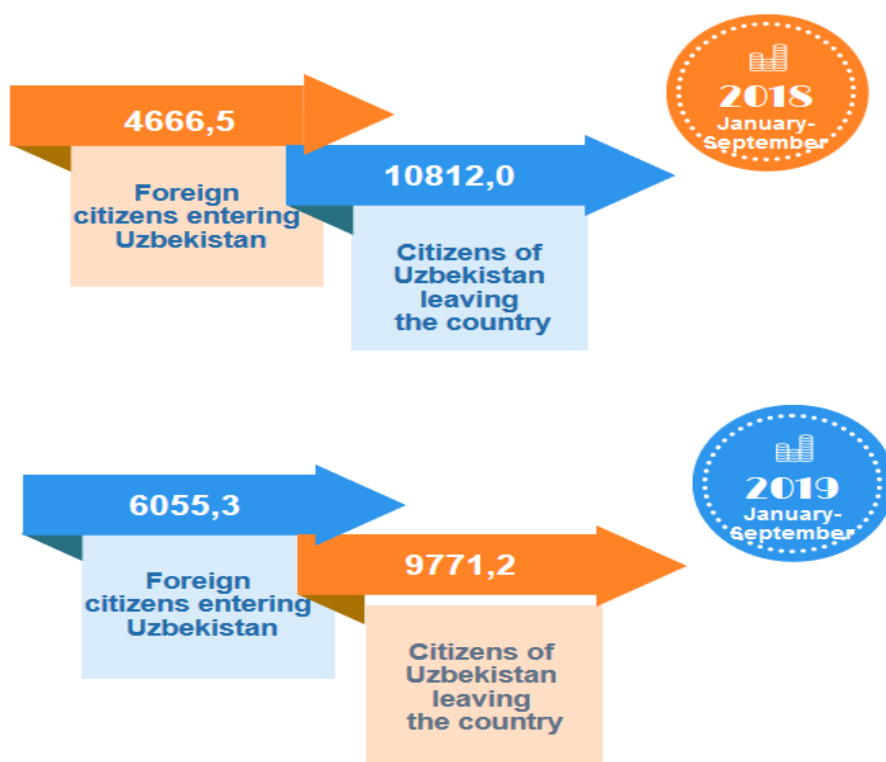 4666,5
Foreign
citizens entering
Uzbekistan
10812,0
Citizens of
Uzbekistan
leaving
the country
2018
January-
September
6055,3
Foreign
citizens entering
Uzbekistan
9771,2
Citizens of
Uzbekistan
leaving
the country
2019
January-
September